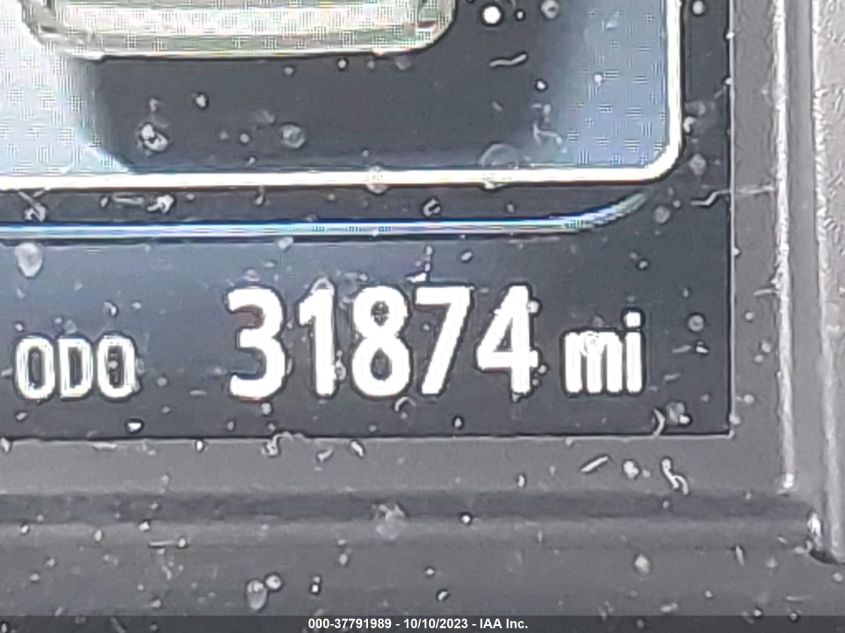 ODO 31874 mi
000-37791989 - 10/10/2023 - IAA Inc.